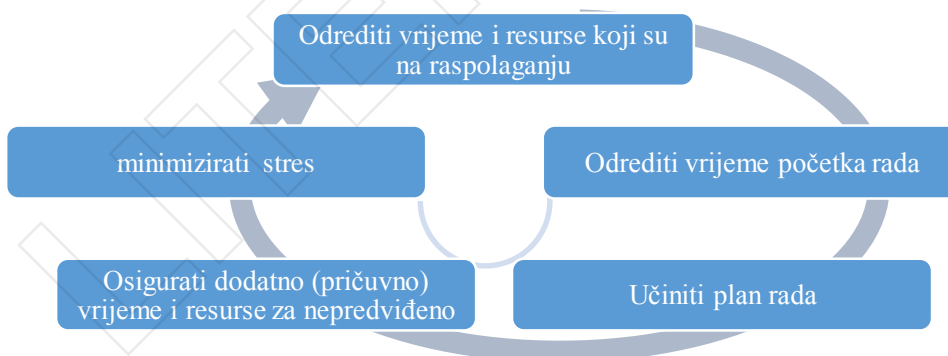 Odrediti vrijeme i resurse koji su
na raspolaganju
minimizirati stres
Odrediti vrijeme početka rada
Osigurati dodatno (pričuvno)
vrijeme i resurse za nepredviđeno
Učiniti plan rada